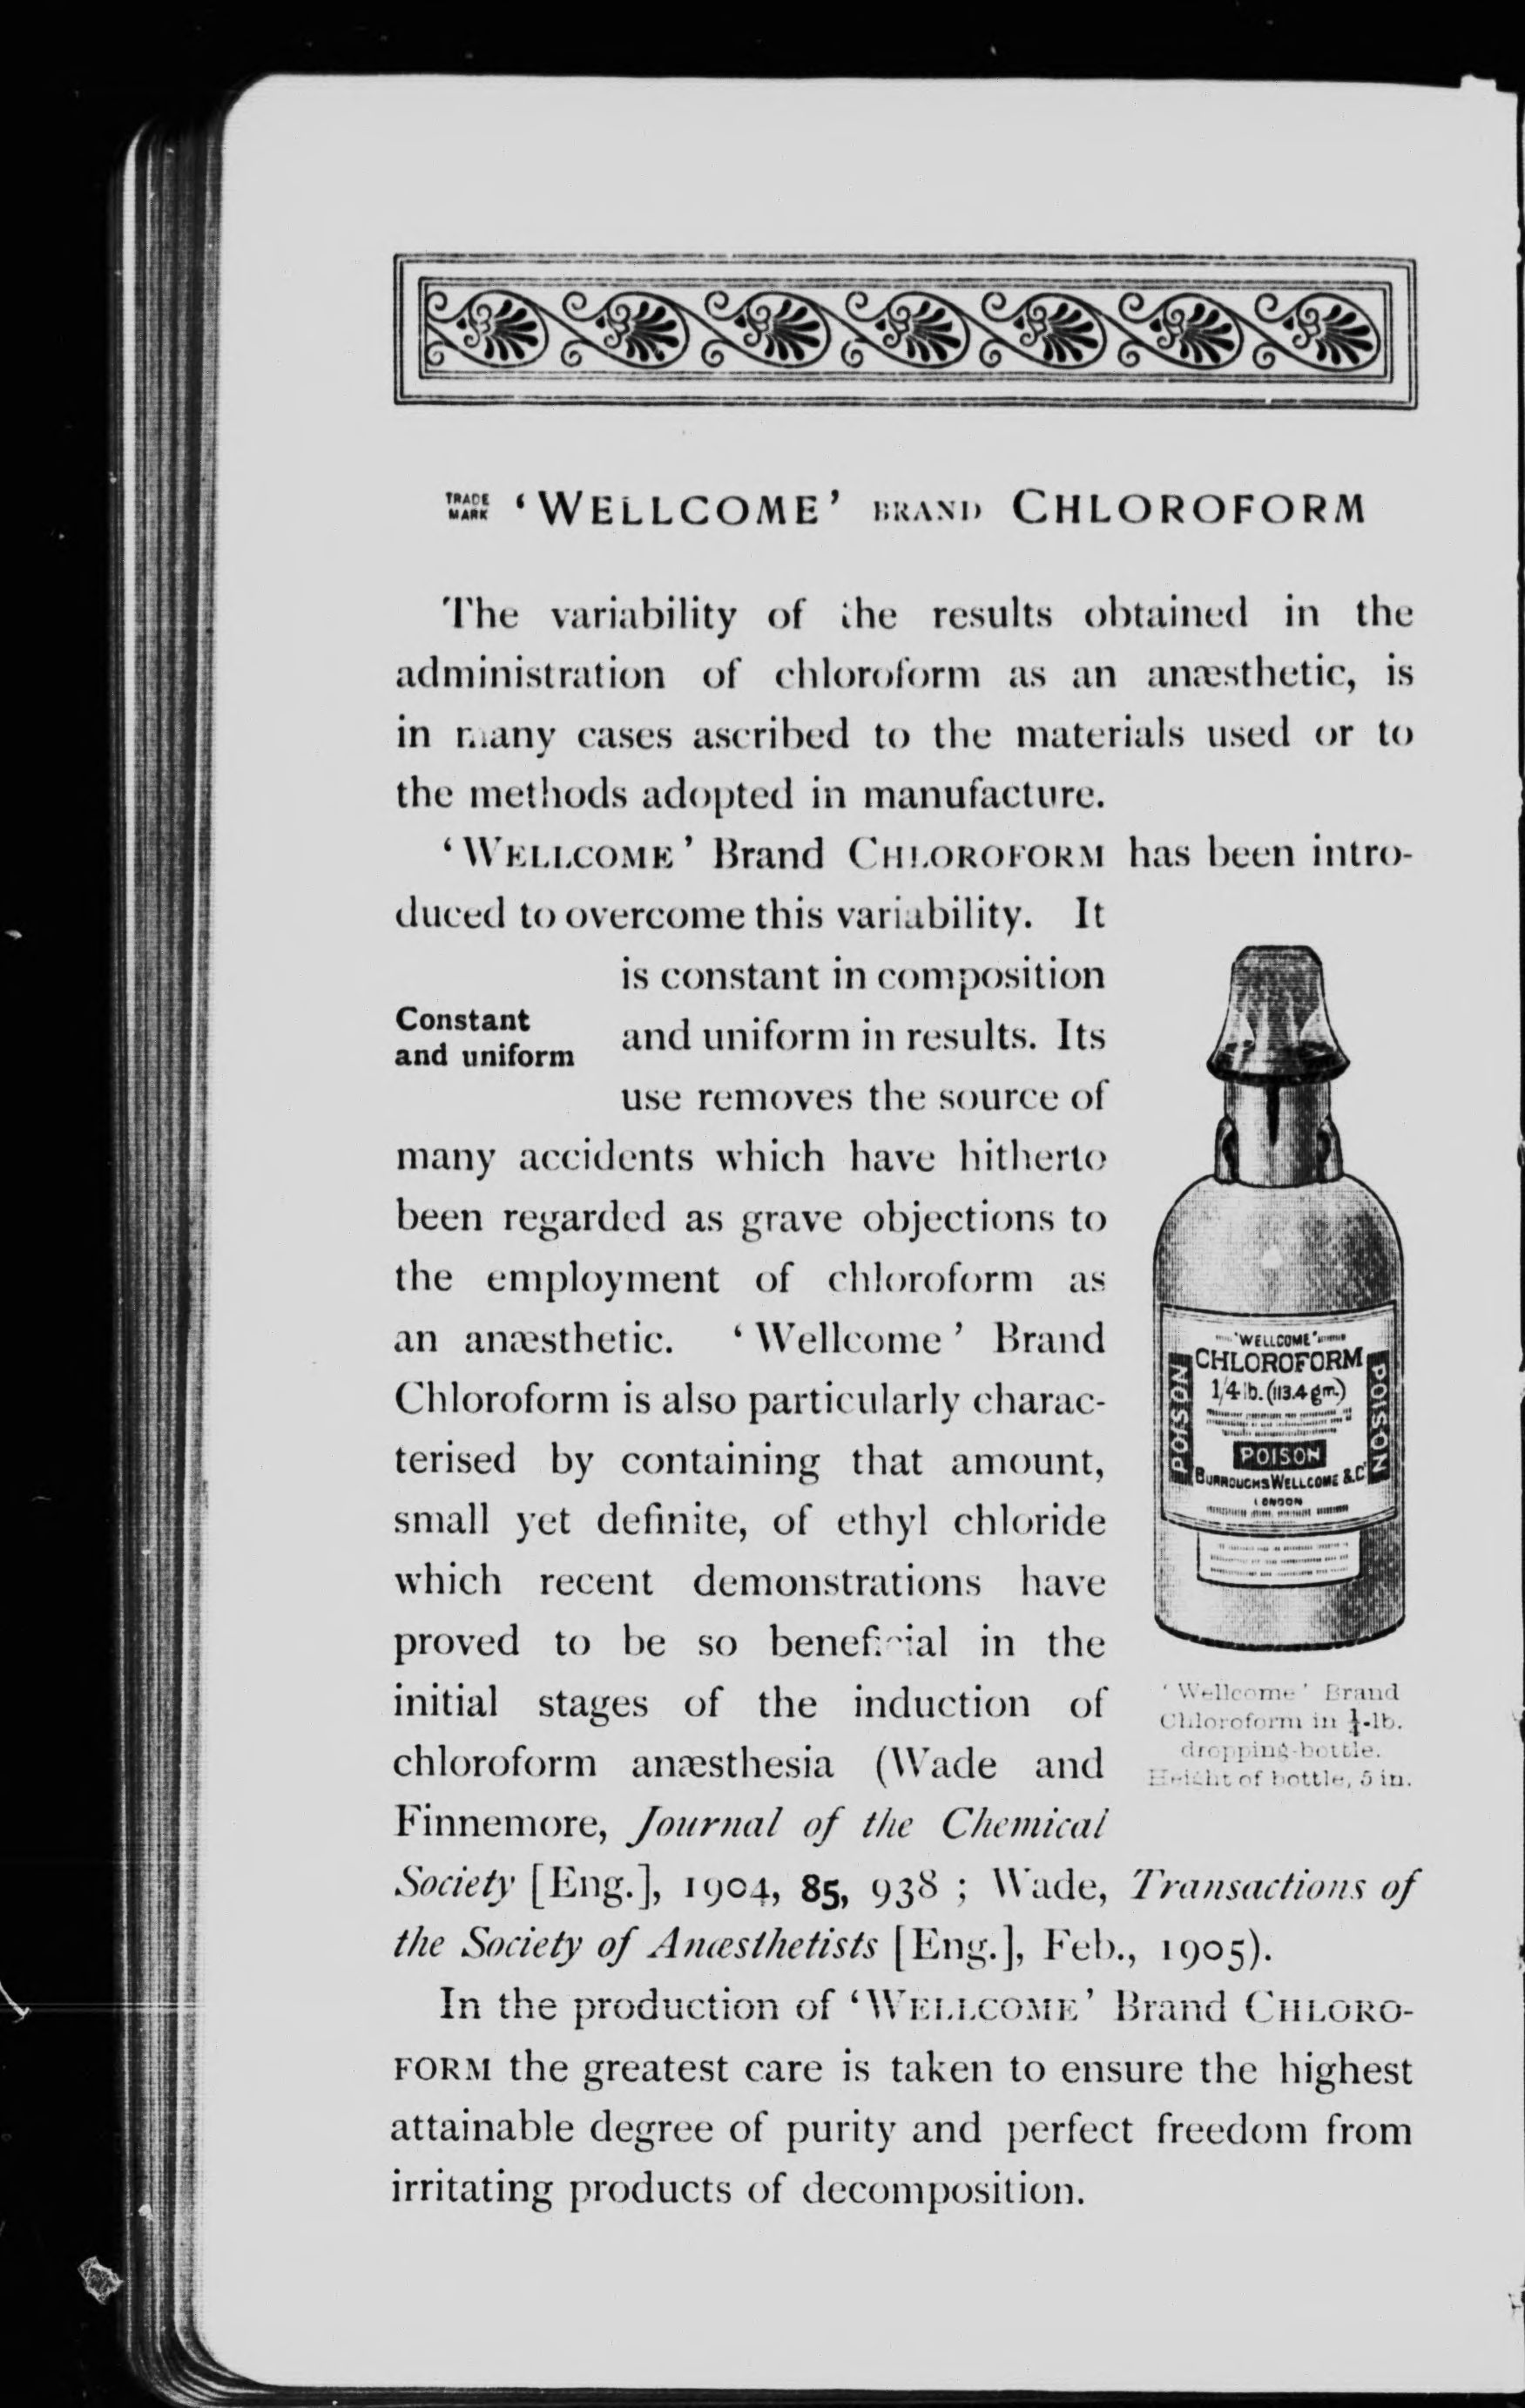 TRADE MARK 'WELLCOME' BRAND CHLOROFORM
The variability of the results obtained in the
administration of chloroform as an anæsthetic, is
in many cases ascribed to the materials used or to
the methods adopted in manufacture.
'WELLCOME' Brand CHLOROFORM has been intro-
duced to overcome this variability. It
is constant in composition
Constant
and uniform
and uniform in results. Its
use removes the source of
many accidents which have hitherto
been regarded as grave objections to
the employment of chloroform as
an anæsthetic. 'Wellcome' Brand
Chloroform is also particularly charac-
terised by containing that amount,
small yet definite, of ethyl chloride
which recent demonstrations have
proved to be so beneficial in the
initial stages of the induction of
chloroform anæsthesia (Wade and
Finnemore, Journal of the Chemical
Society [Eng.], 1904, 85, 938 ; Wade, Transactions of
the Society of Anæsthetists [Eng.], Feb., 1905).
In the production of 'WELLCOME' Brand CHLORO-
FORM the greatest care is taken to ensure the highest
attainable degree of purity and perfect freedom from
irritating products of decomposition.
'WELLCOME'
CHLOROFORM
1/4 lb. (113.4 gm.)
POISON
POISON
POISON
BURROUGHS WELLCOME & Co
LONDON
'Wellcome' Brand
Chloroform in ¼-lb.
dropping-bottle.
Height of bottle, 5 in.